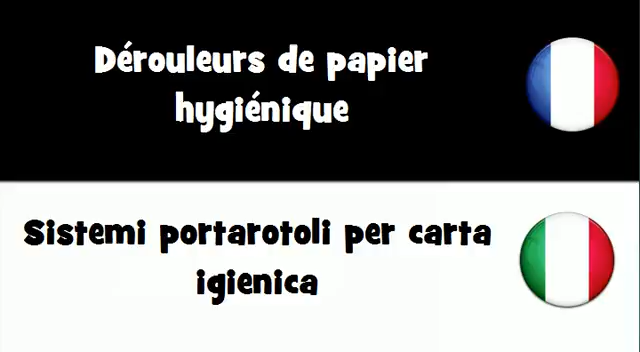 Dérouleurs de papier
hygiénique
Sistemi portarotoli per carta
igienica